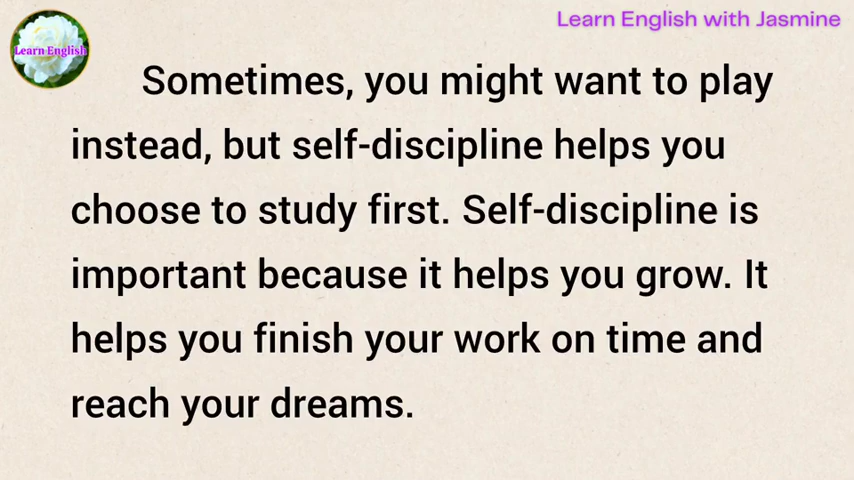 Learn English with Jasmine
Learn English
Sometimes, you might want to play
instead, but self-discipline helps you
choose to study first. Self-discipline is
important because it helps you grow. It
helps you finish your work on time and
reach your dreams.